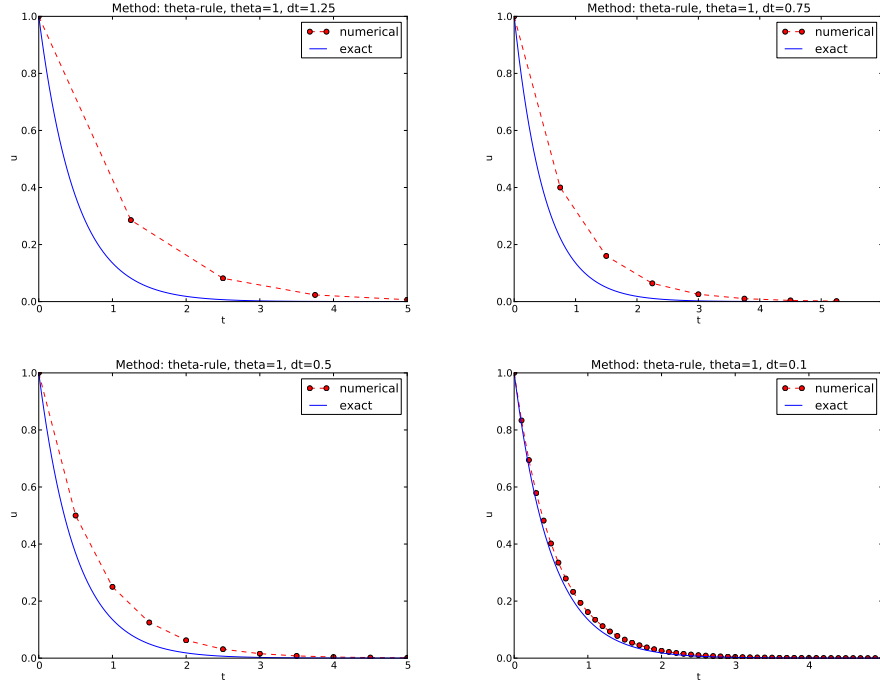 Method: theta-rule, theta=1, dt=1.25
1.0
0.8
0.6
0.4
0.2
0.0
u
numerical
exact
0 1 2 3 4 5
t
Method: theta-rule, theta=1, dt=0.75
1.0
0.8
0.6
0.4
0.2
0.0
u
numerical
exact
0 1 2 3 4 5
t
Method: theta-rule, theta=1, dt=0.5
1.0
0.8
0.6
0.4
0.2
0.0
u
numerical
exact
0 1 2 3 4 5
t
Method: theta-rule, theta=1, dt=0.1
1.0
0.8
0.6
0.4
0.2
0.0
u
numerical
exact
0 1 2 3 4
t